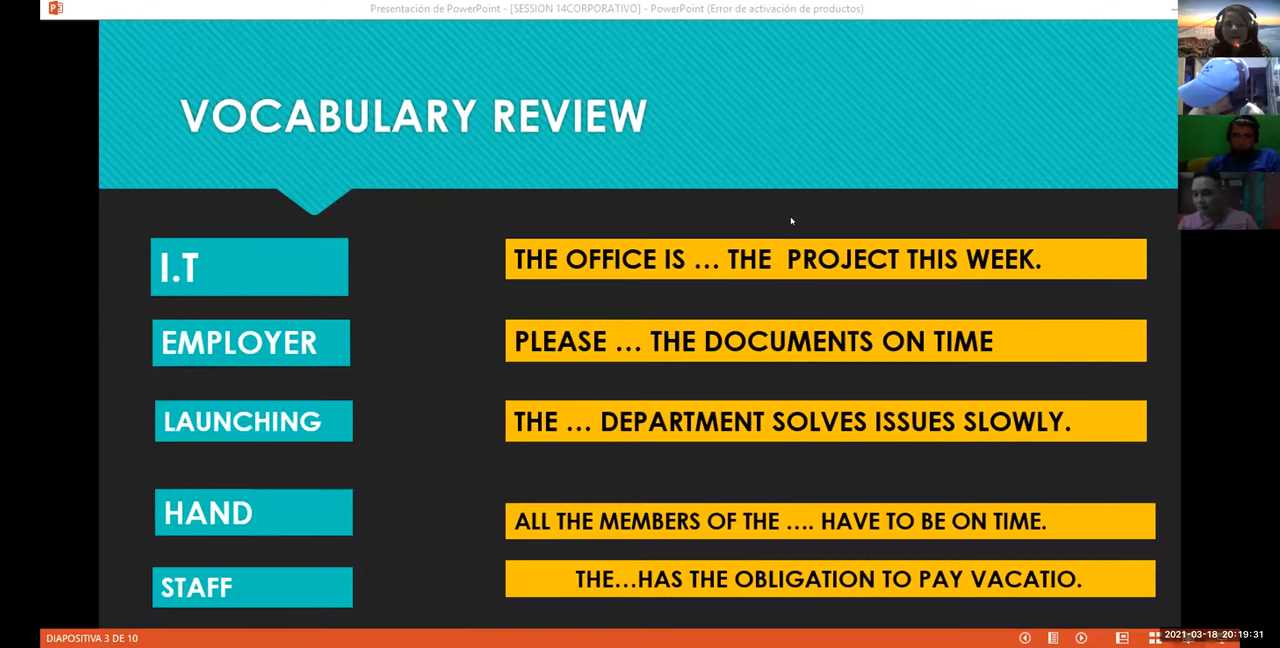 Presentación de PowerPoint - [SESSION 14CORPORATIVO] - PowerPoint (Error de activación de productos)
VOCABULARY REVIEW
I.T
THE OFFICE IS … THE PROJECT THIS WEEK.
EMPLOYER
PLEASE … THE DOCUMENTS ON TIME
LAUNCHING
THE … DEPARTMENT SOLVES ISSUES SLOWLY.
HAND
ALL THE MEMBERS OF THE …. HAVE TO BE ON TIME.
STAFF
THE…HAS THE OBLIGATION TO PAY VACATIO.
DIAPOSITIVA 3 DE 10
2021-03-18 20:19:31